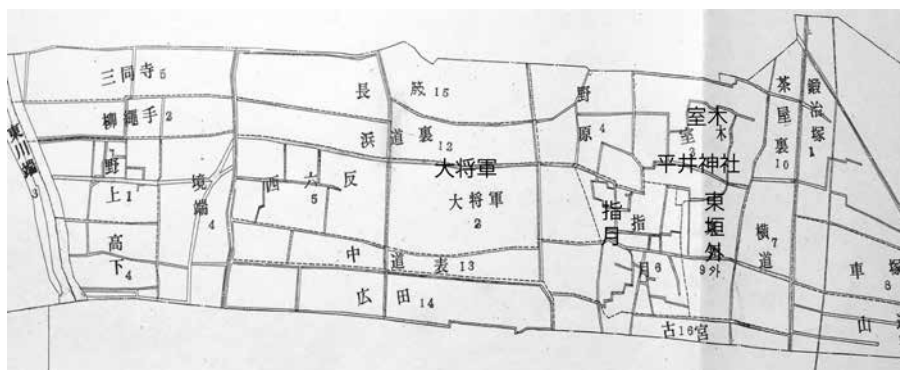 三同寺5
柳縄手2
東川端3
野上1
高下4
境端4
西六反5
長 15
浜道裏12
大将軍
大将軍2
中道表13
広田14
野原4
室木
室木3
平井神社
指月
指月6
東垣外
外9
古宮16
茶屋裏10
鍛治塚1
横道7
車塚8
山